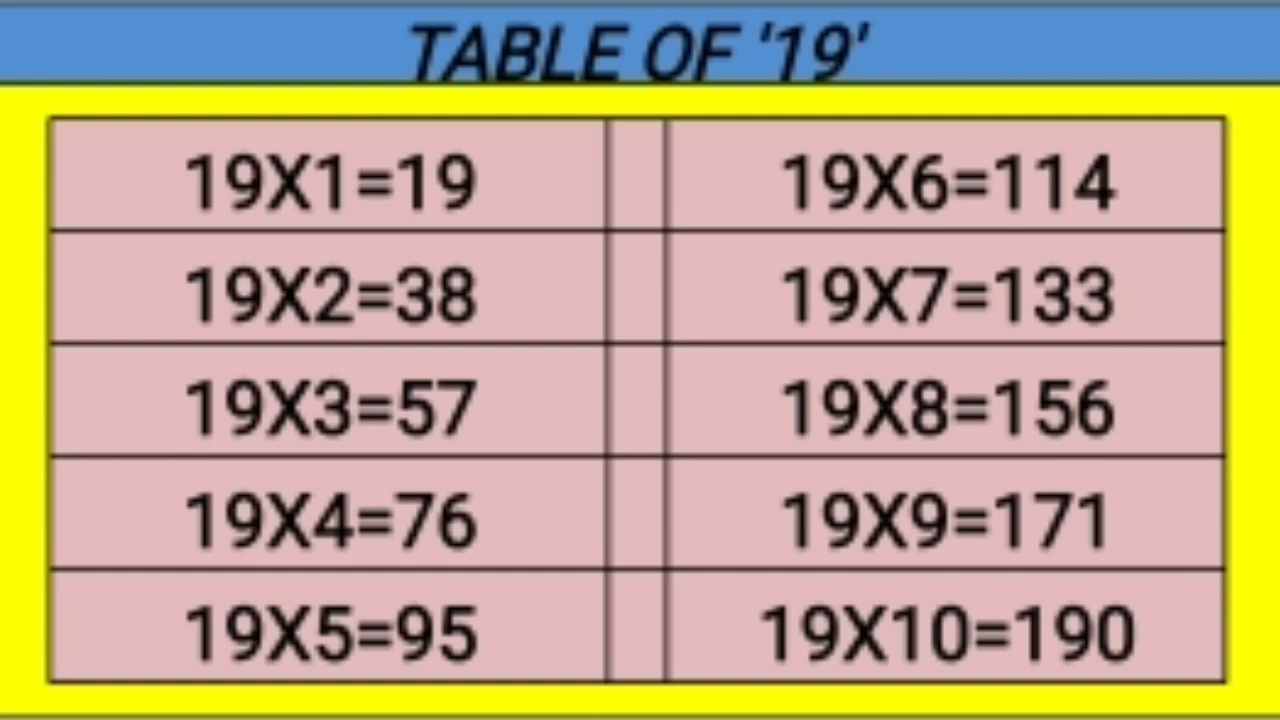 TABLE OF '19'
19X1=19
19X2=38
19X3=57
19X4=76
19X5=95
19X6=114
19X7=133
19X8=156
19X9=171
19X10=190